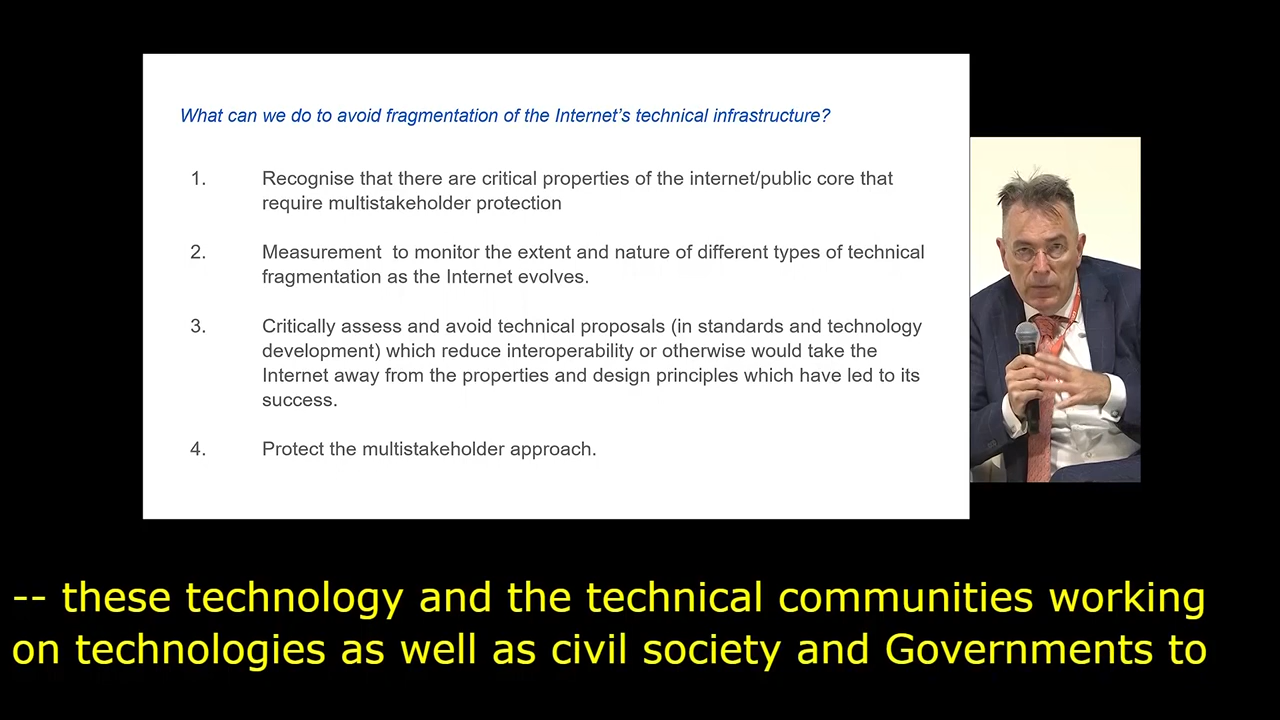 What can we do to avoid fragmentation of the Internet's technical infrastructure?
1. Recognise that there are critical properties of the internet/public core that
require multistakeholder protection
2. Measurement  to monitor the extent and nature of different types of technical
fragmentation as the Internet evolves.
3. Critically assess and avoid technical proposals (in standards and technology
development) which reduce interoperability or otherwise would take the
Internet away from the properties and design principles which have led to its
success.
4. Protect the multistakeholder approach.
-- these technology and the technical communities working
on technologies as well as civil society and Governments to